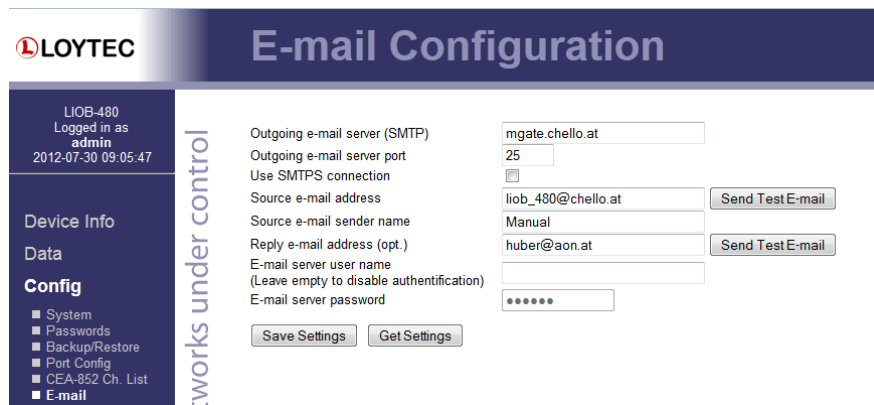 LOYTEC
E-mail Configuration
LIOB-480
Logged in as
admin
2012-07-30 09:05:47
Device Info
Data
Config
System
Passwords
Backup/Restore
Port Config
CEA-852 Ch. List
E-mail
tworks under control
Outgoing e-mail server (SMTP) mgate.chello.at
Outgoing e-mail server port 25
Use SMTPS connection
Source e-mail address liob_480@chello.at Send Test E-mail
Source e-mail sender name Manual
Reply e-mail address (opt.) huber@aon.at Send Test E-mail
E-mail server user name
(Leave empty to disable authentification)
E-mail server password ●●●●●●
Save Settings Get Settings